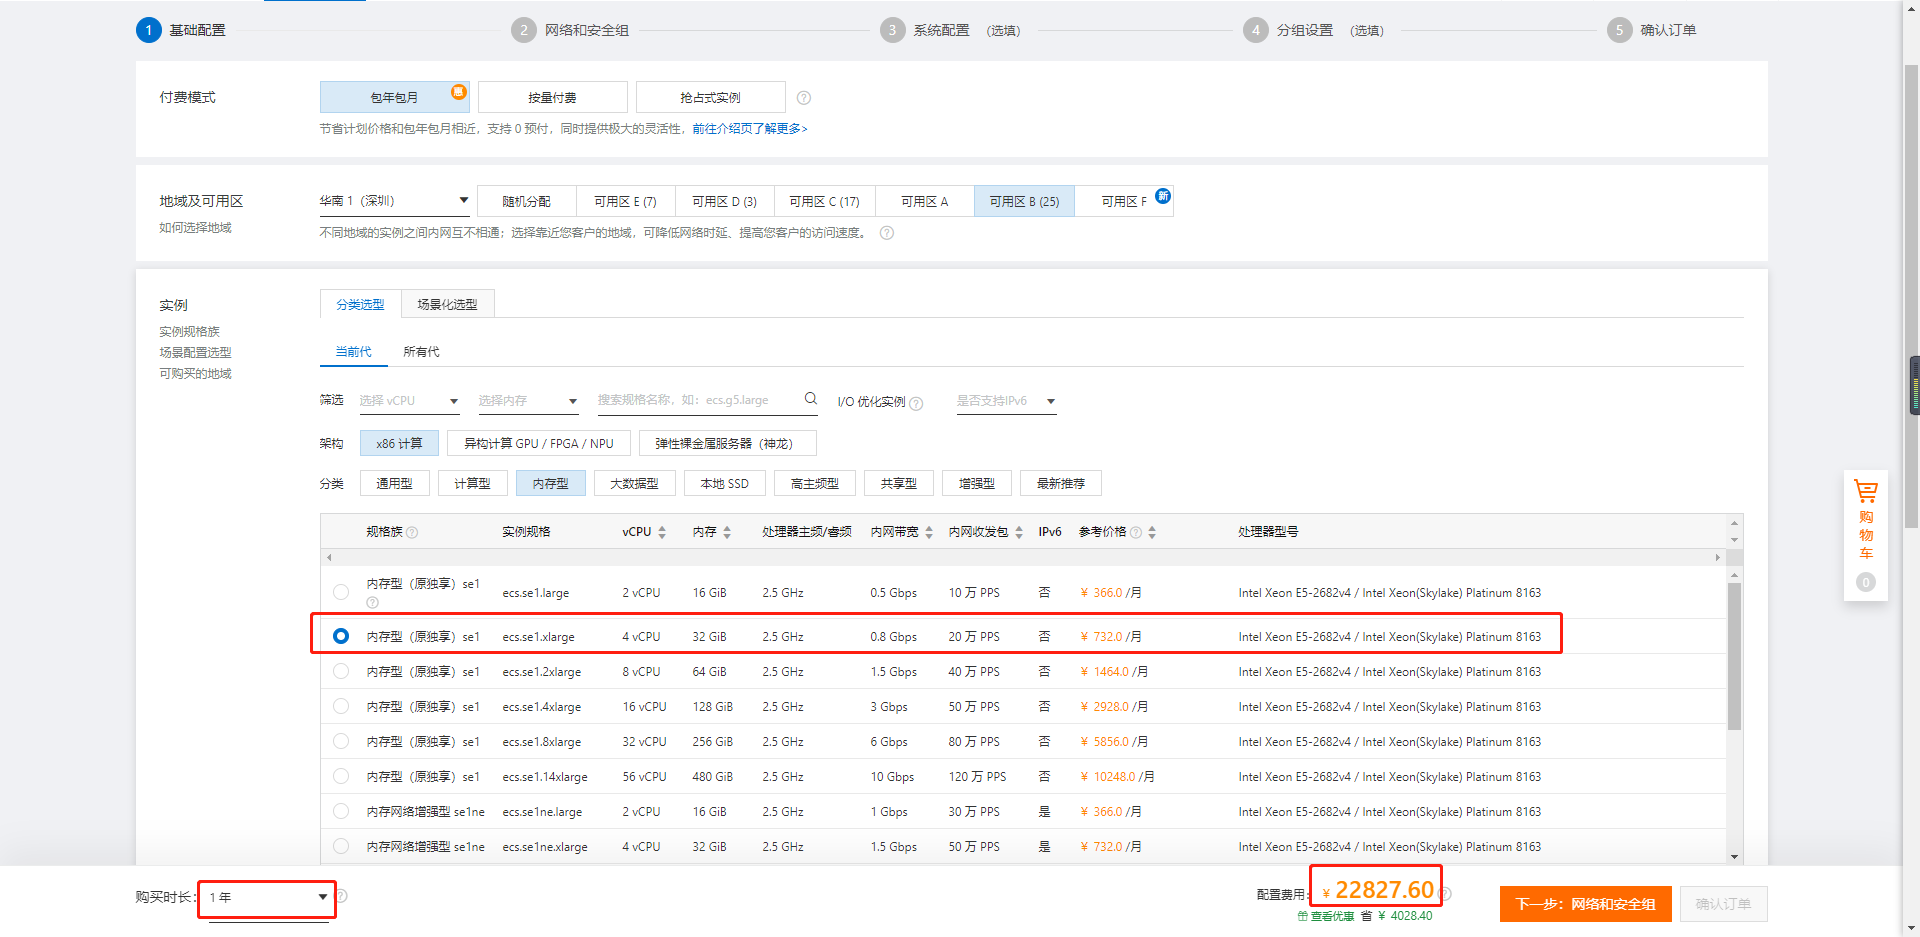 1 基础配置
2 网络和安全组
3 系统配置 (选填)
4 分组设置 (选填)
5 确认订单
付费模式
包年包月 惠 按量付费 抢占式实例 ?
节省计划价格和包年包月相近，支持 0 预付，同时提供极大的灵活性，前往介绍页了解更多>
地域及可用区
如何选择地域
华南 1（深圳） 随机分配 可用区 E (7) 可用区 D (3) 可用区 C (17) 可用区 A 可用区 B (25) 可用区 F 新
不同地域的实例之间内网互不相通；选择靠近您客户的地域，可降低网络时延、提高您客户的访问速度。 ?
实例
实例规格族
场景配置选型
可购买的地域
分类选型 场景化选型
当前代 所有代
筛选 选择 vCPU 选择内存 搜索规格名称，如：ecs.g5.large I/O 优化实例 ? 是否支持IPv6
架构 x86 计算 异构计算 GPU / FPGA / NPU 弹性裸金属服务器（神龙）
分类 通用型 计算型 内存型 大数据型 本地 SSD 高主频型 共享型 增强型 最新推荐
规格族 ? 实例规格 vCPU 内存 处理器主频/睿频 内网带宽 内网收发包 IPv6 参考价格 ? 处理器型号
内存型（原独享）se1 ? ecs.se1.large 2 vCPU 16 GiB 2.5 GHz 0.5 Gbps 10 万 PPS 否 ¥ 366.0 /月 Intel Xeon E5-2682v4 / Intel Xeon(Skylake) Platinum 8163
内存型（原独享）se1 ecs.se1.xlarge 4 vCPU 32 GiB 2.5 GHz 0.8 Gbps 20 万 PPS 否 ¥ 732.0 /月 Intel Xeon E5-2682v4 / Intel Xeon(Skylake) Platinum 8163
内存型（原独享）se1 ecs.se1.2xlarge 8 vCPU 64 GiB 2.5 GHz 1.5 Gbps 40 万 PPS 否 ¥ 1464.0 /月 Intel Xeon E5-2682v4 / Intel Xeon(Skylake) Platinum 8163
内存型（原独享）se1 ecs.se1.4xlarge 16 vCPU 128 GiB 2.5 GHz 3 Gbps 50 万 PPS 否 ¥ 2928.0 /月 Intel Xeon E5-2682v4 / Intel Xeon(Skylake) Platinum 8163
内存型（原独享）se1 ecs.se1.8xlarge 32 vCPU 256 GiB 2.5 GHz 6 Gbps 80 万 PPS 否 ¥ 5856.0 /月 Intel Xeon E5-2682v4 / Intel Xeon(Skylake) Platinum 8163
内存型（原独享）se1 ecs.se1.14xlarge 56 vCPU 480 GiB 2.5 GHz 10 Gbps 120 万 PPS 否 ¥ 10248.0 /月 Intel Xeon E5-2682v4 / Intel Xeon(Skylake) Platinum 8163
内存网络增强型 se1ne ecs.se1ne.large 2 vCPU 16 GiB 2.5 GHz 1 Gbps 30 万 PPS 是 ¥ 366.0 /月 Intel Xeon E5-2682v4 / Intel Xeon(Skylake) Platinum 8163
内存网络增强型 se1ne ecs.se1ne.xlarge 4 vCPU 32 GiB 2.5 GHz 1.5 Gbps 50 万 PPS 是 ¥ 732.0 /月 Intel Xeon E5-2682v4 / Intel Xeon(Skylake) Platinum 8163
购
物
车
0
购买时长: 1 年 ?
配置费用: ¥ 22827.60 ?
查看优惠 省 ¥ 4028.40
下一步：网络和安全组 确认订单